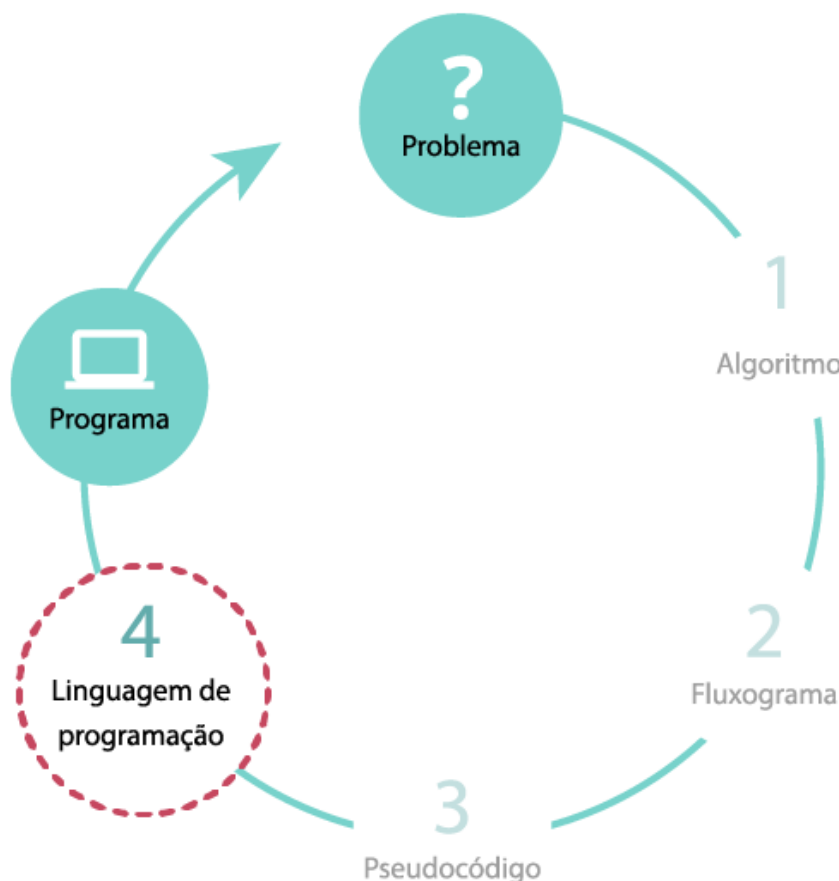 ?
Problema
1
Algoritmo
2
Fluxograma
3
Pseudocódigo
4
Linguagem de
programação
Programa